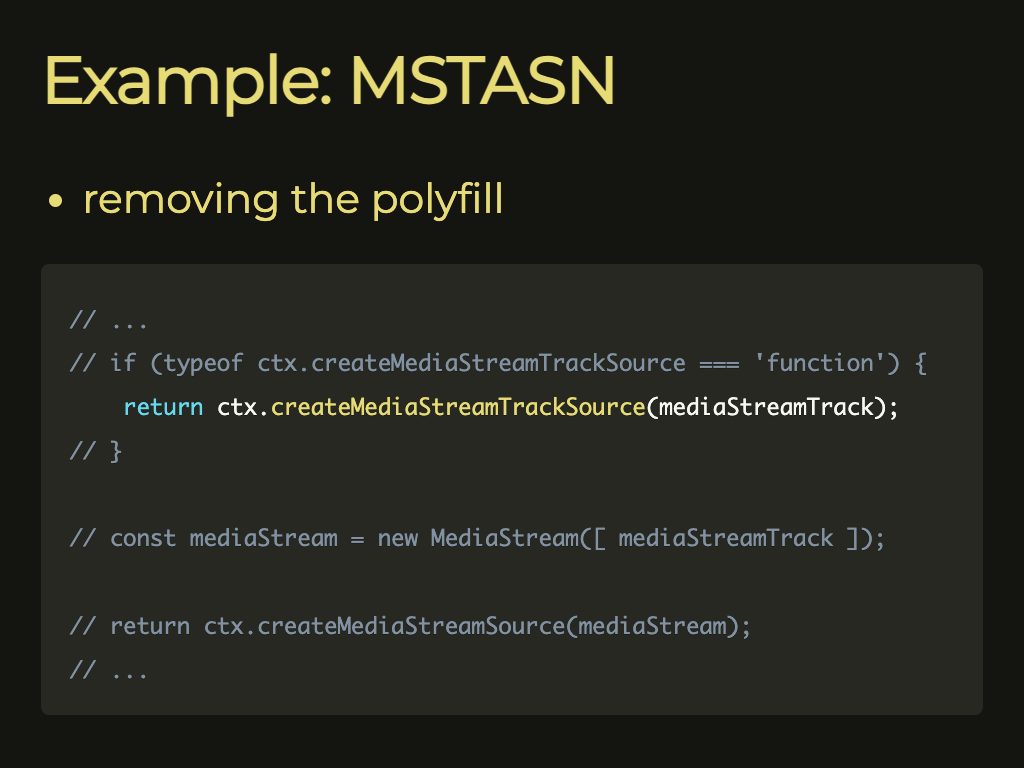 Example: MSTASN
• removing the polyfill
// ...
// if (typeof ctx.createMediaStreamTrackSource === 'function') {
    return ctx.createMediaStreamTrackSource(mediaStreamTrack);
// }
// const mediaStream = new MediaStream([ mediaStreamTrack ]);
// return ctx.createMediaStreamSource(mediaStream);
// ...